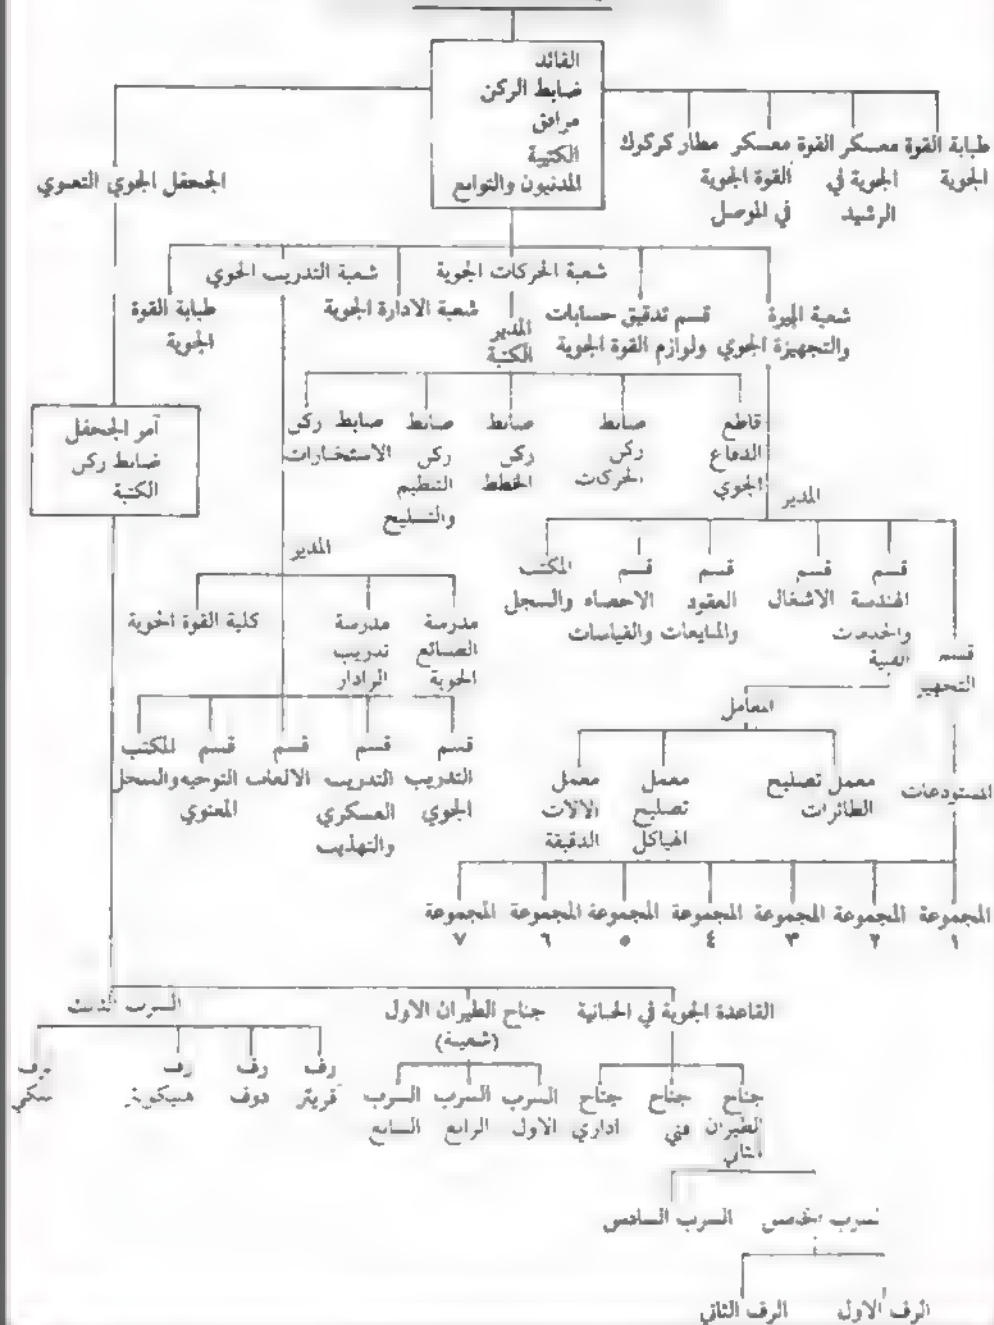 القائد
ضابط الركن
مرافق
الكتيبة
المدنيون والتوابع
طبابة القوة
الجوية
معسكر القوة
الجوية في
الرشيد
معسكر
القوة الجوية
في الموصل
مطار كركوك
الجحفل الجوي التعبوي
شعبة الميرة
والتجهيزة الجوي
قسم تدقيق حسابات
ولوازم القوة الجوية
شعبة الحركات الجوية
المدير
الكتبة
شعبة الادارة الجوية
شعبة التدريب الجوي
طبابة القوة
الجوية
قاطع
الدفاع
الجوي
ضابط
ركن
الحركات
ضابط
ركن
الخطط
ضابط
ركن
التنظيم
والتسليح
ضابط ركن
الاستخبارات
آمر الجحفل
ضابط ركن
الكتبة
المدير
قسم
التجهيز
قسم
الهندسة
والخدمات
الفنية
قسم
الاشغال
قسم
العقود
والمبايعات
قسم
الاحصاء
والقياسات
المكتب
والسجل
المدير
مدرسة
الصنائع
الجوية
مدرسة
تدريب
الرادار
كلية القوة الجوية
قسم
التدريب
الجوي
قسم
التدريب
العسكري
والتهذيب
قسم
الالعاب
قسم
التوجيه
المعنوي
المكتب
والسجل
المعامل
معمل تصليح
الطائرات
معمل
تصليح
الهياكل
معمل
الالات
الدقيقة
المستودعات
المجموعة
١
المجموعة
٢
المجموعة
٣
المجموعة
٤
المجموعة
٥
المجموعة
٦
المجموعة
٧
القاعدة الجوية في الحبانية
جناح الطيران الاول
(شعيبة)
السرب الثالث
جناح
الطيران
الثاني
جناح
فني
جناح
اداري
السرب
الاول
السرب
الرابع
السرب
السابع
رف
رف
دوف
رف
رف
السرب الخامس
السرب السادس
الرف الاول
الرف الثاني